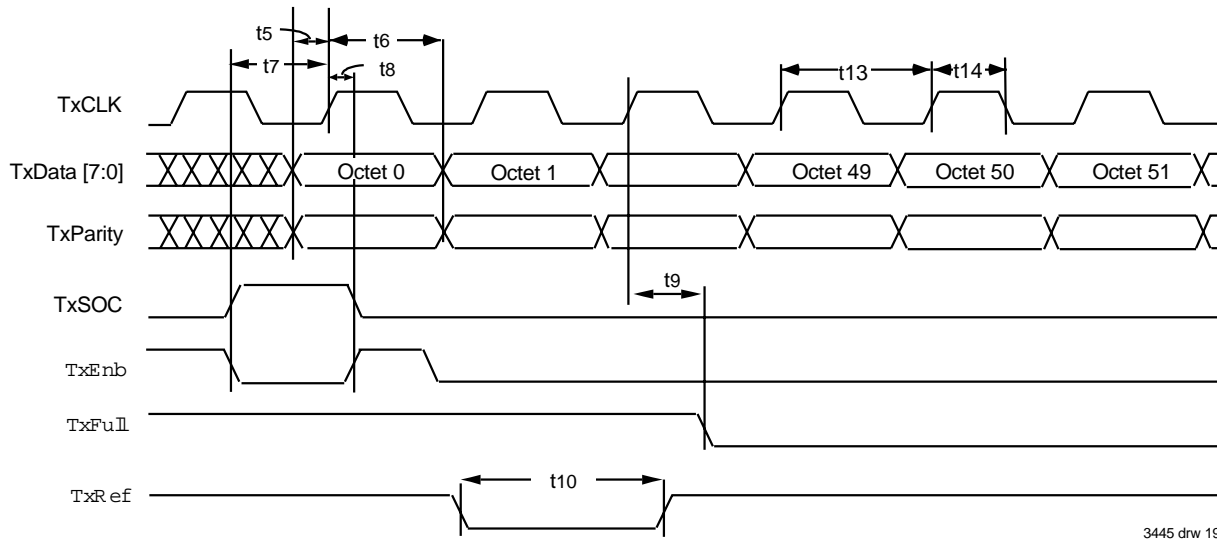 t5
t6
t7
t8
t13
t14
TxCLK
TxData [7:0]
Octet 0
Octet 1
Octet 49
Octet 50
Octet 51
TxParity
t9
TxSOC
TxEnb
TxFull
t10
TxRef
3445 drw 19